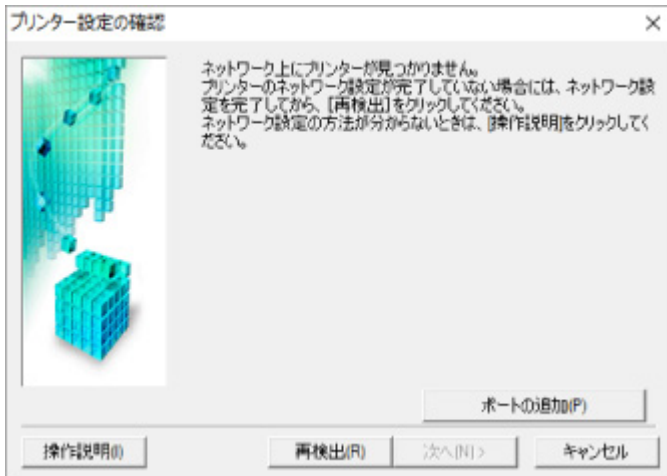 プリンター設定の確認
ネットワーク上にプリンターが見つかりません。
プリンターのネットワーク設定が完了していない場合には、ネットワーク設
定を完了してから、[再検出]をクリックしてください。
ネットワーク設定の方法が分からないときは、[操作説明]をクリックしてく
ださい。
ポートの追加(P)
操作説明(I)
再検出(R)
次へ(N) >
キャンセル